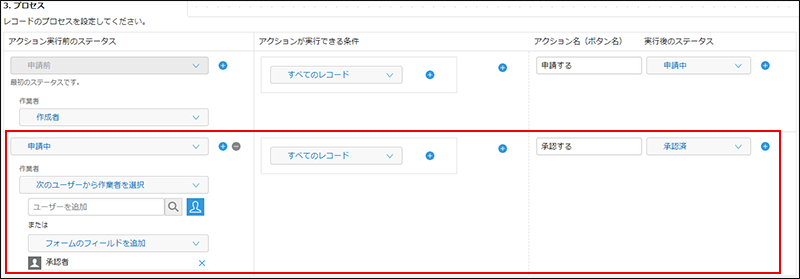 3. プロセス
レコードのプロセスを設定してください。
アクション実行前のステータス アクションが実行できる条件 アクション名（ボタン名） 実行後のステータス
申請前 すべてのレコード 申請する 申請中
最初のステータスです。
作業者
作成者
申請中 すべてのレコード 承認する 承認済
作業者
次のユーザーから作業者を選択
ユーザーを追加
または
フォームのフィールドを追加
承認者